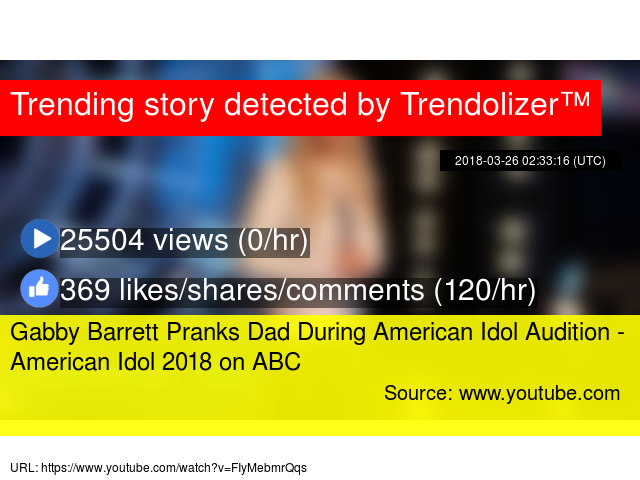 Trending story detected by Trendolizer™
2018-03-26 02:33:16 (UTC)
25504 views (0/hr)
369 likes/shares/comments (120/hr)
Gabby Barrett Pranks Dad During American Idol Audition -
American Idol 2018 on ABC
Source: www.youtube.com
URL: https://www.youtube.com/watch?v=FIyMebmrQqs